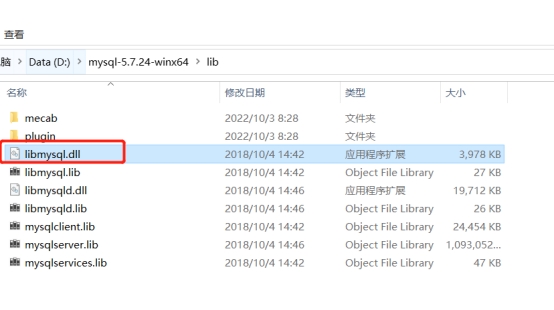 查看
脑 > Data (D:) > mysql-5.7.24-winx64 > lib
名称 修改日期 类型 大小
mecab 2022/10/3 8:28 文件夹
plugin 2022/10/3 8:28 文件夹
libmysql.dll 2018/10/4 14:42 应用程序扩展 3,978 KB
libmysql.lib 2018/10/4 14:42 Object File Library 27 KB
libmysqld.dll 2018/10/4 14:46 应用程序扩展 19,712 KB
libmysqld.lib 2018/10/4 14:46 Object File Library 26 KB
mysqlclient.lib 2018/10/4 14:42 Object File Library 24,454 KB
mysqlserver.lib 2018/10/4 14:46 Object File Library 1,093,052...
mysqlservices.lib 2018/10/4 14:42 Object File Library 47 KB